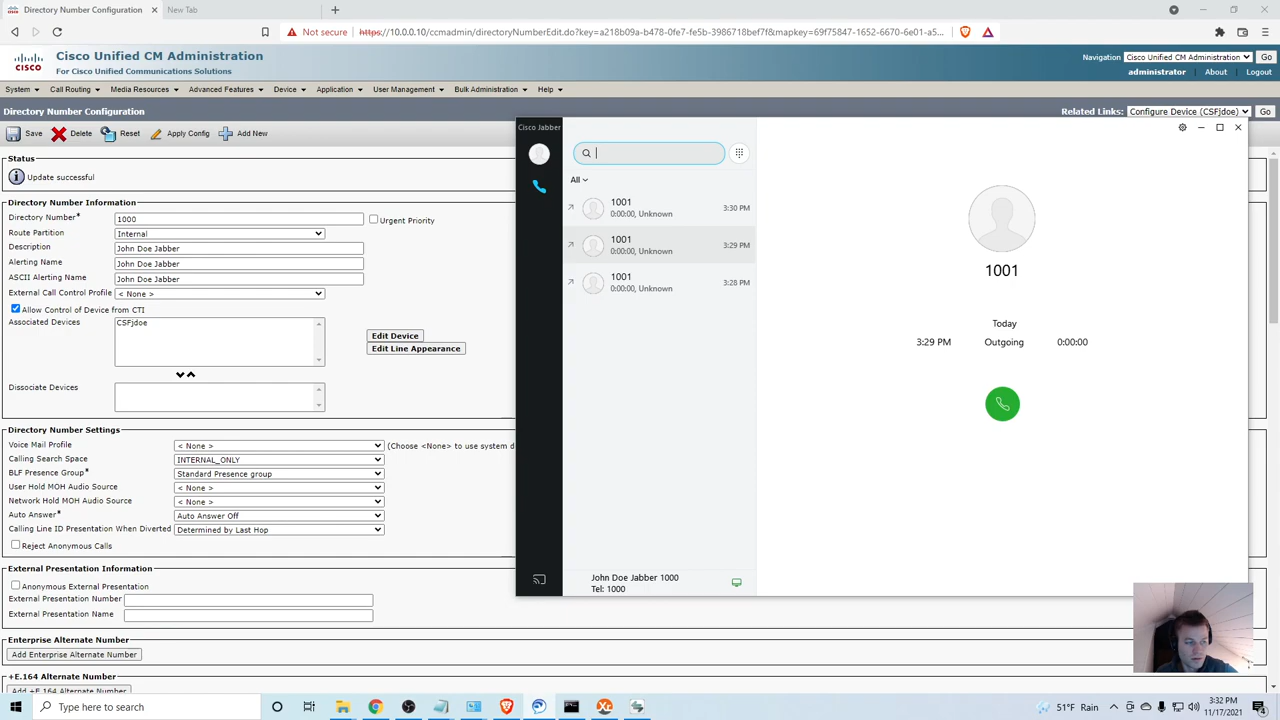 Directory Number Configuration
New Tab
Not secure
https://10.0.0.10/ccmadmin/directoryNumberEdit.do?key=a218b09a-b478-0fe7-fe5b-3986718bef7f&mapkey=69f75847-1652-6670-6e01-a5...
CISCO
Cisco Unified CM Administration
For Cisco Unified Communications Solutions
Navigation Cisco Unified CM Administration Go
administrator About Logout
System Call Routing Media Resources Advanced Features Device Application User Management Bulk Administration Help
Directory Number Configuration
Related Links: Configure Device (CSFjdoe) Go
Save Delete Reset Apply Config Add New
Status
Update successful
Directory Number Information
Directory Number* 1000 Urgent Priority
Route Partition Internal
Description John Doe Jabber
Alerting Name John Doe Jabber
ASCII Alerting Name John Doe Jabber
External Call Control Profile < None >
Allow Control of Device from CTI
Associated Devices CSFjdoe
Edit Device
Edit Line Appearance
Dissociate Devices
Directory Number Settings
Voice Mail Profile < None > (Choose <None> to use system d
Calling Search Space INTERNAL_ONLY
BLF Presence Group* Standard Presence group
User Hold MOH Audio Source < None >
Network Hold MOH Audio Source < None >
Auto Answer* Auto Answer Off
Calling Line ID Presentation When Diverted Determined by Last Hop
Reject Anonymous Calls
External Presentation Information
Anonymous External Presentation
External Presentation Number
External Presentation Name
Enterprise Alternate Number
Add Enterprise Alternate Number
+E.164 Alternate Number
Add +E.164 Alternate Number
Cisco Jabber
All
1001
0:00:00, Unknown 3:30 PM
1001
0:00:00, Unknown 3:29 PM
1001
0:00:00, Unknown 3:28 PM
John Doe Jabber 1000
Tel: 1000
1001
Today
3:29 PM Outgoing 0:00:00
Type here to search
51°F Rain
3:32 PM
11/17/2021
4